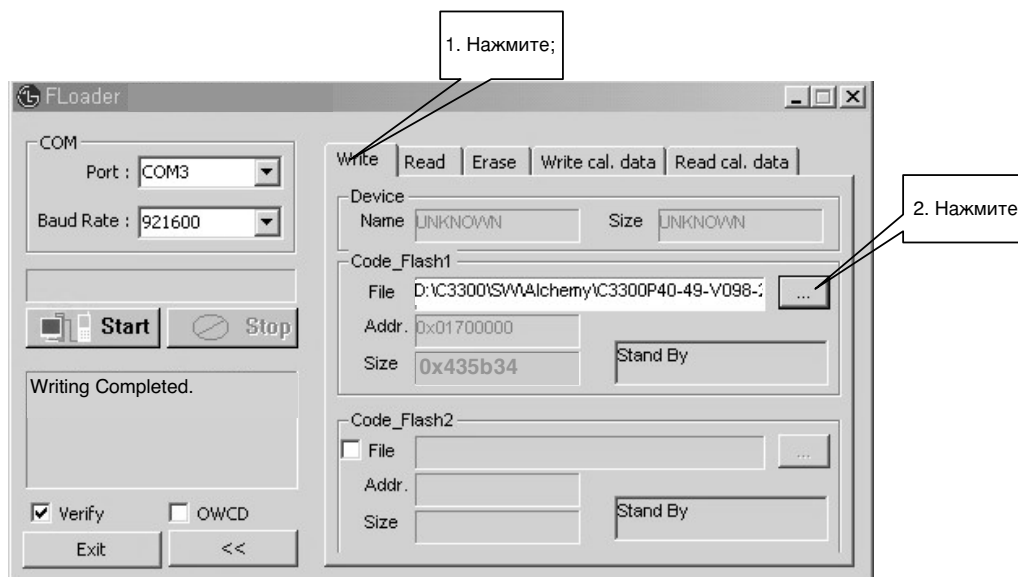 1. Нажмите;
FLoader
COM
Port : COM3
Baud Rate : 921600
Start Stop
Writing Completed.
Verify OWCD
Exit <<
Write Read Erase Write cal. data Read cal. data
Device
Name UNKNOWN Size UNKNOWN
2. Нажмите
Code_Flash1
File D:\C3300\SW\Alchemy\C3300P40-49-V098-2 ...
Addr. 0x01700000
Size 0x435b34 Stand By
Code_Flash2
File ...
Addr.
Size Stand By